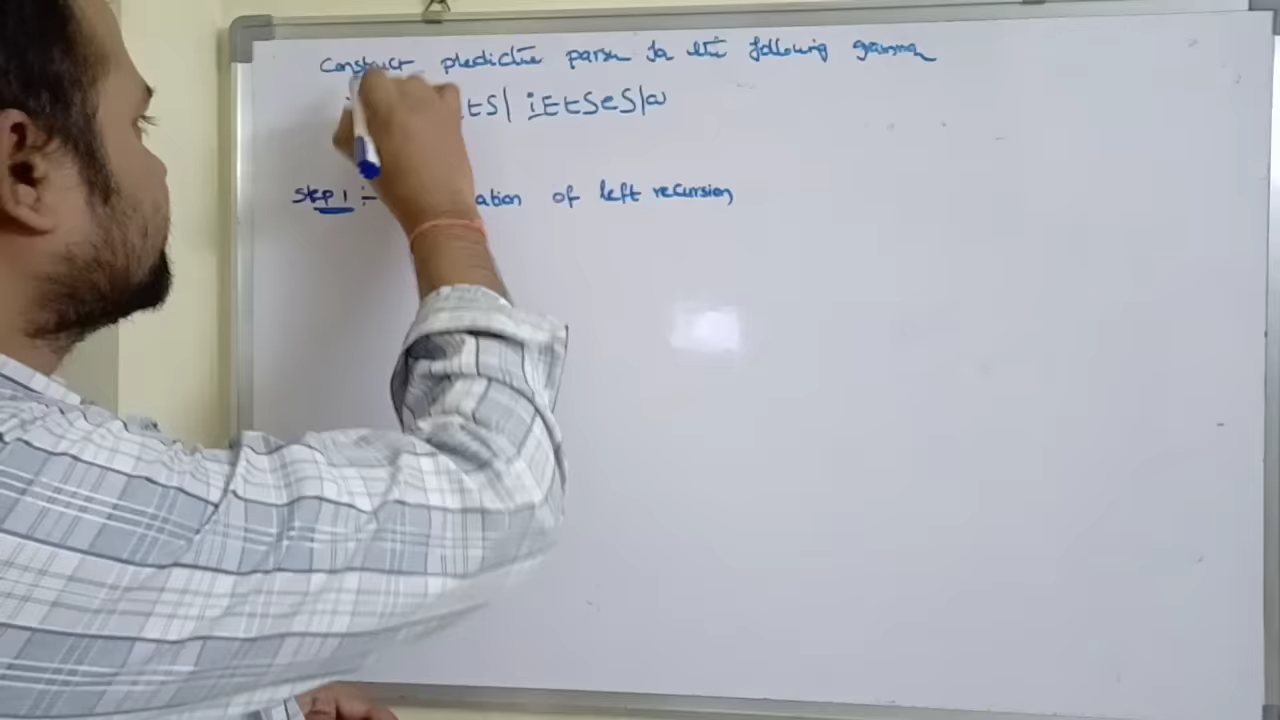 Construct predictive parser for the following grammar
tS| iEtSeS|a
Step 1 :- ation of left recursion